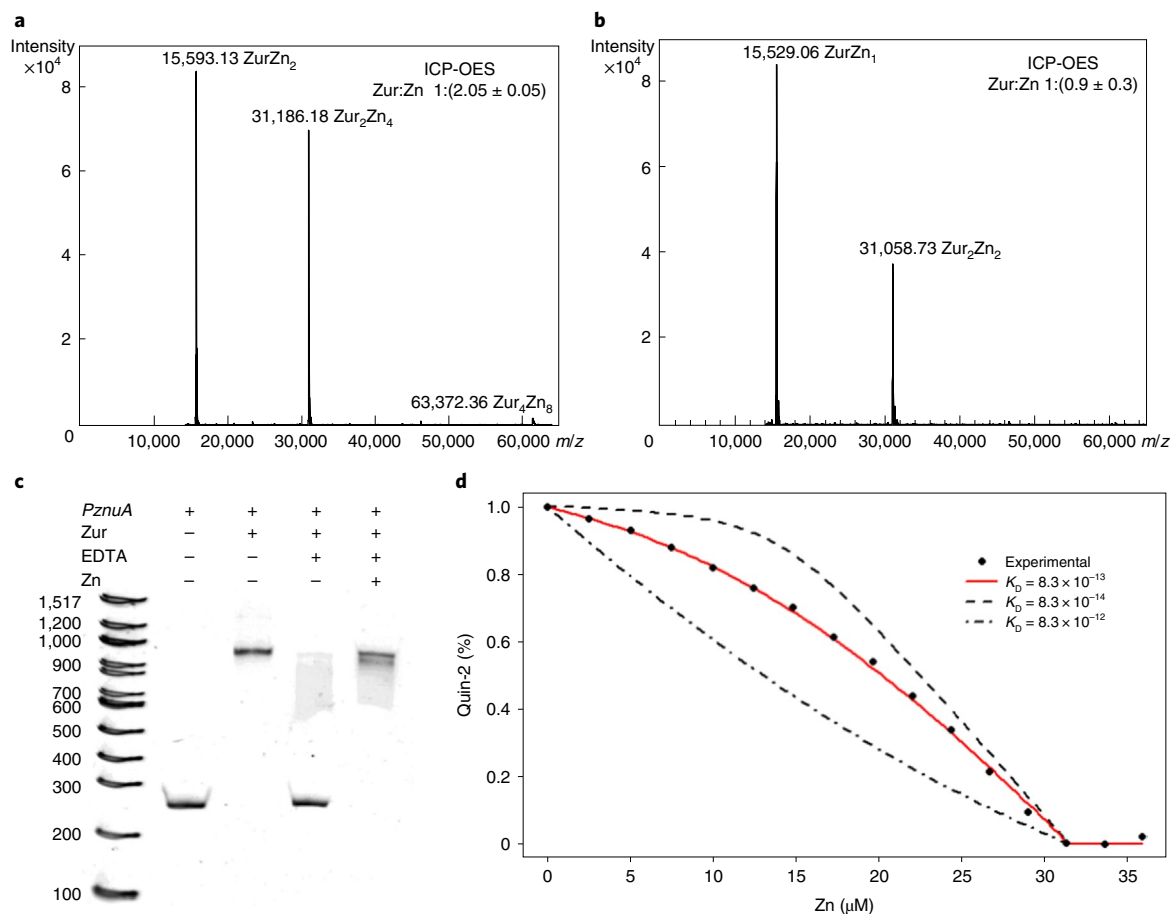 a
Intensity
×10⁴
15,593.13 ZurZn₂
ICP-OES
Zur:Zn 1:(2.05 ± 0.05)
31,186.18 Zur₂Zn₄
63,372.36 Zur₄Zn₈
8
6
4
2
0
10,000 20,000 30,000 40,000 50,000 60,000 m/z
b
Intensity
×10⁴
15,529.06 ZurZn₁
ICP-OES
Zur:Zn 1:(0.9 ± 0.3)
31,058.73 Zur₂Zn₂
8
6
4
2
0
10,000 20,000 30,000 40,000 50,000 60,000 m/z
c
PznuA + + + +
Zur – + + +
EDTA – – + +
Zn – – – +
1,517
1,200
1,000
900
700
600
500
400
300
200
100
d
Quin-2 (%)
1.0
0.8
0.6
0.4
0.2
0
Experimental
K_D = 8.3 × 10⁻¹³
K_D = 8.3 × 10⁻¹⁴
K_D = 8.3 × 10⁻¹²
0 5 10 15 20 25 30 35
Zn (μM)